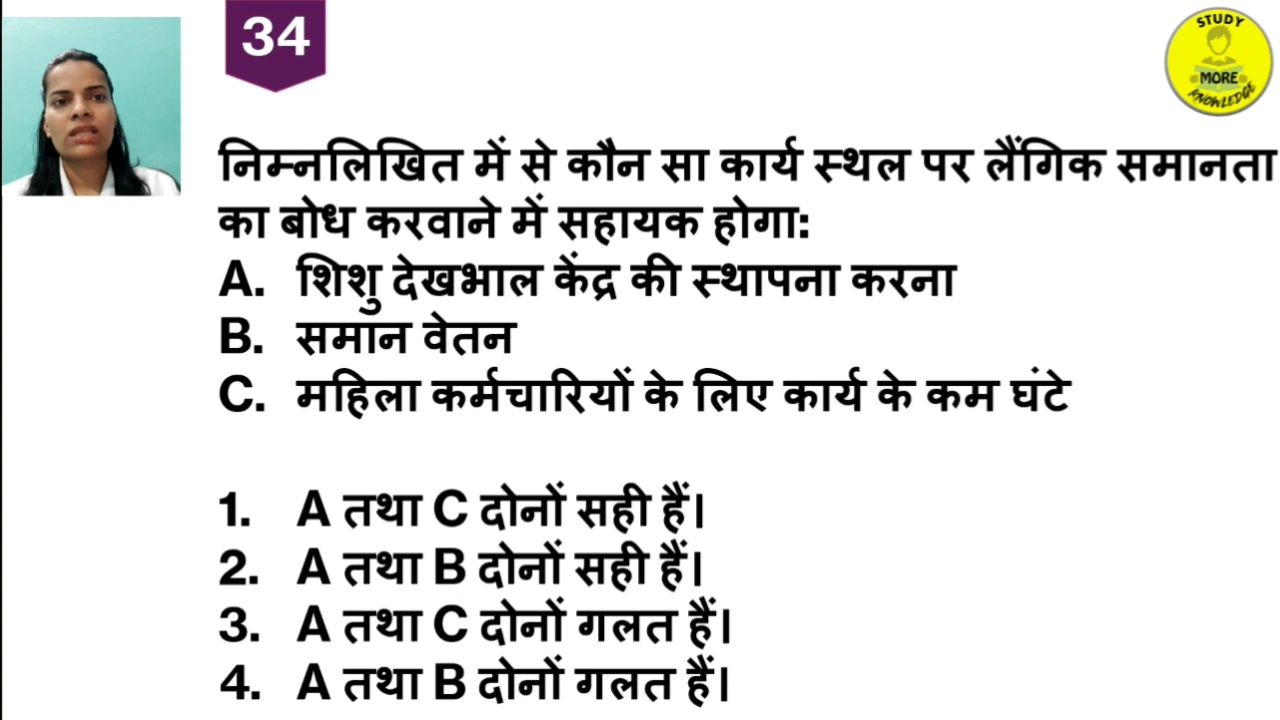 34
STUDY
MORE
KNOWLEDGE
निम्नलिखित में से कौन सा कार्य स्थल पर लैंगिक समानता
का बोध करवाने में सहायक होगा:
A. शिशु देखभाल केंद्र की स्थापना करना
B. समान वेतन
C. महिला कर्मचारियों के लिए कार्य के कम घंटे
1. A तथा C दोनों सही हैं।
2. A तथा B दोनों सही हैं।
3. A तथा C दोनों गलत हैं।
4. A तथा B दोनों गलत हैं।